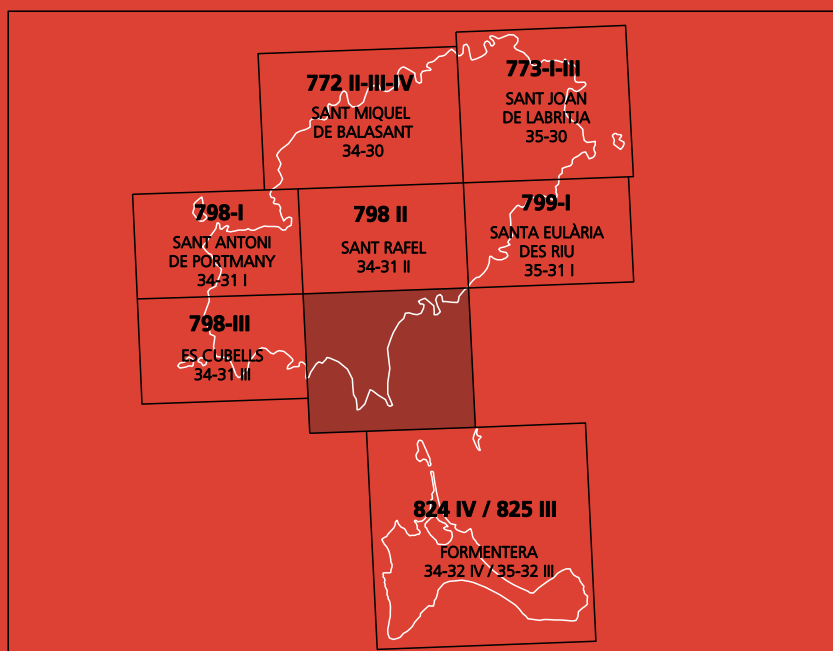 772 II-III-IV
SANT MIQUEL
DE BALASANT
34-30
773-I-III
SANT JOAN
DE LABRITJA
35-30
798-I
SANT ANTONI
DE PORTMANY
34-31 I
798 II
SANT RAFEL
34-31 II
799-I
SANTA EULÀRIA
DES RIU
35-31 I
798-III
ES CUBELLS
34-31 III
824 IV / 825 III
FORMENTERA
34-32 IV / 35-32 III